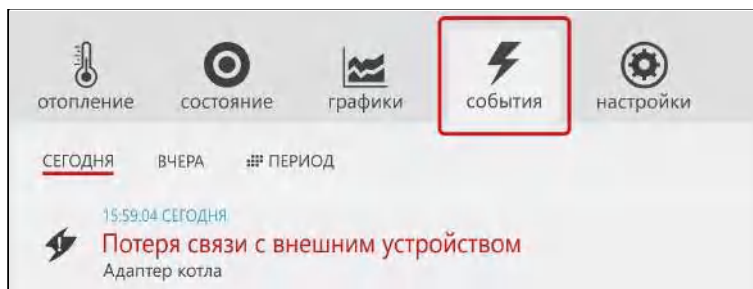 отопление состояние графики события настройки
СЕГОДНЯ ВЧЕРА ПЕРИОД
15:59:04 СЕГОДНЯ
Потеря связи с внешним устройством
Адаптер котла